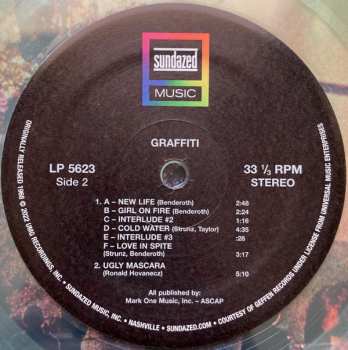 sundazed
MUSIC
GRAFFITI
LP 5623
Side 2
33 ⅓ RPM
STEREO
1. A – NEW LIFE (Benderoth) 2:48
B – GIRL ON FIRE (Benderoth) 2:24
C – INTERLUDE #2 1:16
D – COLD WATER (Strunz, Taylor) 4:35
E – INTERLUDE #3 :26
F – LOVE IN SPITE
(Strunz, Benderoth) 3:17
2. UGLY MASCARA
(Ronald Hovanecz) 5:10
All published by:
Mark One Music, Inc. – ASCAP
ORIGINALLY RELEASED 1968 © 2022 UMG RECORDINGS, INC. • SUNDAZED MUSIC, INC. • NASHVILLE • SUNDAZED.COM • COURTESY OF GEFFEN RECORDS UNDER LICENSE FROM UNIVERSAL MUSIC ENTERPRISES